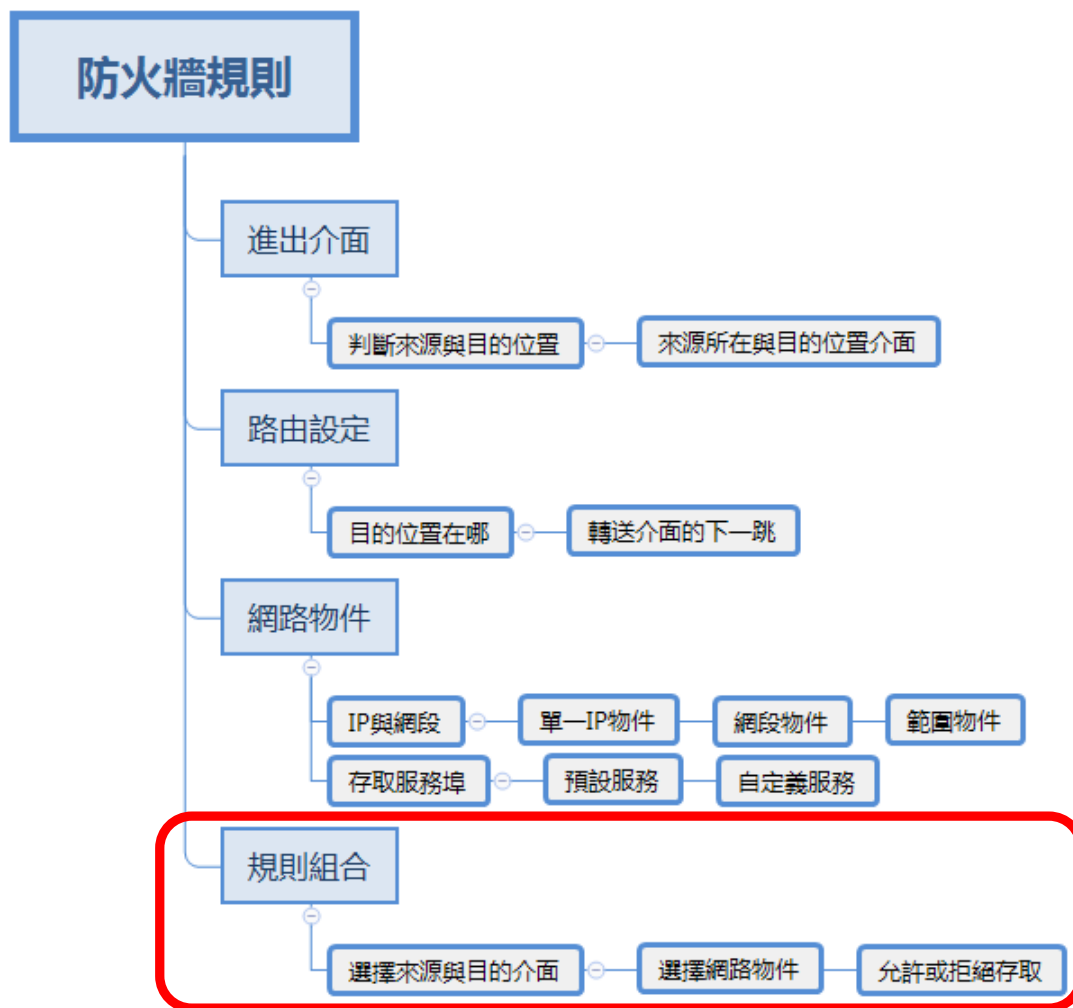 防火牆規則
進出介面
判斷來源與目的位置
來源所在與目的位置介面
路由設定
目的位置在哪
轉送介面的下一跳
網路物件
IP與網段
單一IP物件
網段物件
範圍物件
存取服務埠
預設服務
自定義服務
規則組合
選擇來源與目的介面
選擇網路物件
允許或拒絕存取